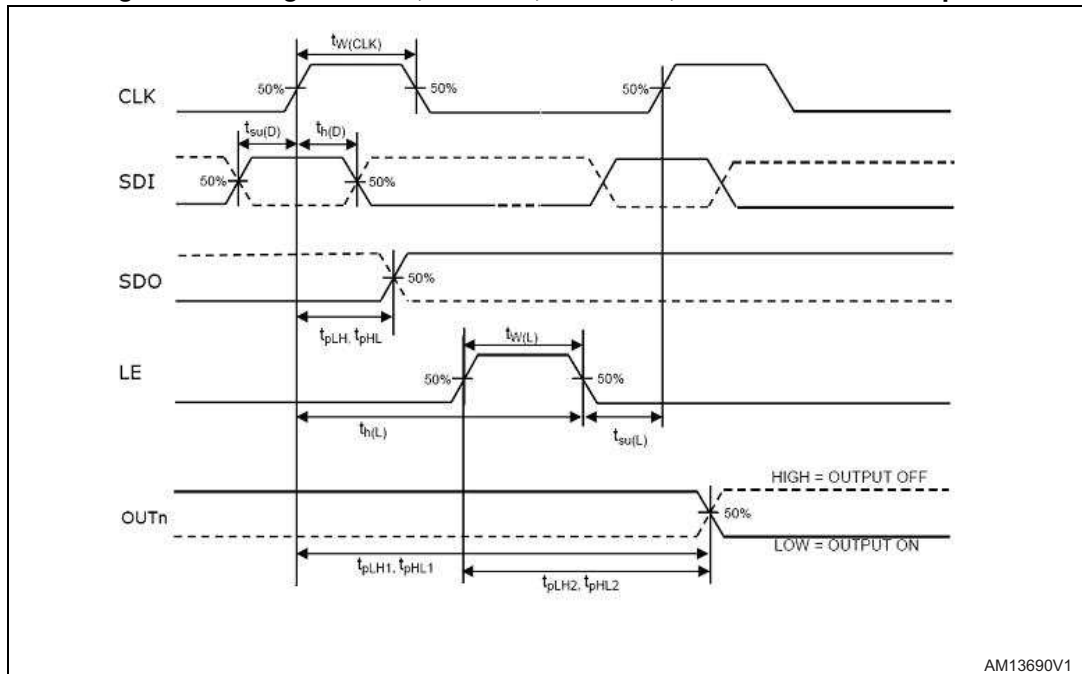 tW(CLK)
50% 50% 50%
CLK
tsu(D) th(D)
50% 50%
SDI
SDO
50%
tpLH, tpHL
tW(L)
LE
50% 50%
th(L) tsu(L)
HIGH = OUTPUT OFF
OUTn
50%
LOW = OUTPUT ON
tpLH1, tpHL1
tpLH2, tpHL2
AM13690V1